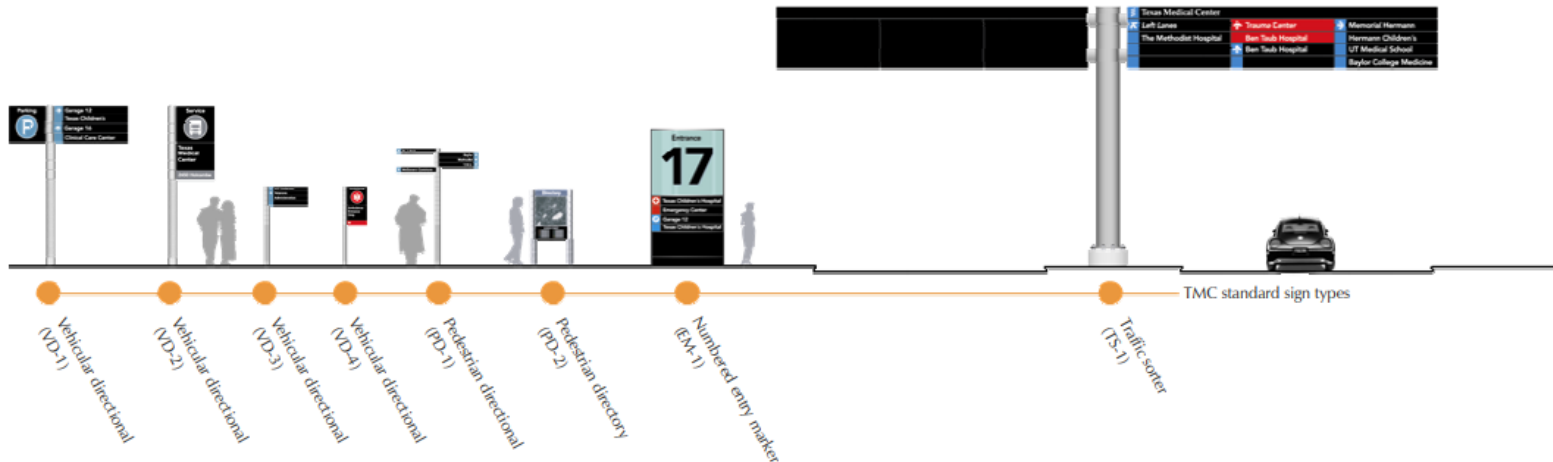 Parking
Garage 12
Texas Children's
Garage 16
Clinical Care Center
Service
Texas
Medical
Center
Entrance
17
Texas Children's Hospital
Emergency Center
Garage 12
Texas Children's Hospital
Texas Medical Center
Left Lanes
The Methodist Hospital
Trauma Center
Ben Taub Hospital
Ben Taub Hospital
Memorial Hermann
Hermann Children's
UT Medical School
Baylor College Medicine
TMC standard sign types
Vehicular directional
(VD-1)
Vehicular directional
(VD-2)
Vehicular directional
(VD-3)
Vehicular directional
(VD-4)
Pedestrian directional
(PD-1)
Pedestrian directory
(PD-2)
Numbered entry marker
(EM-1)
Traffic sorter
(TS-1)